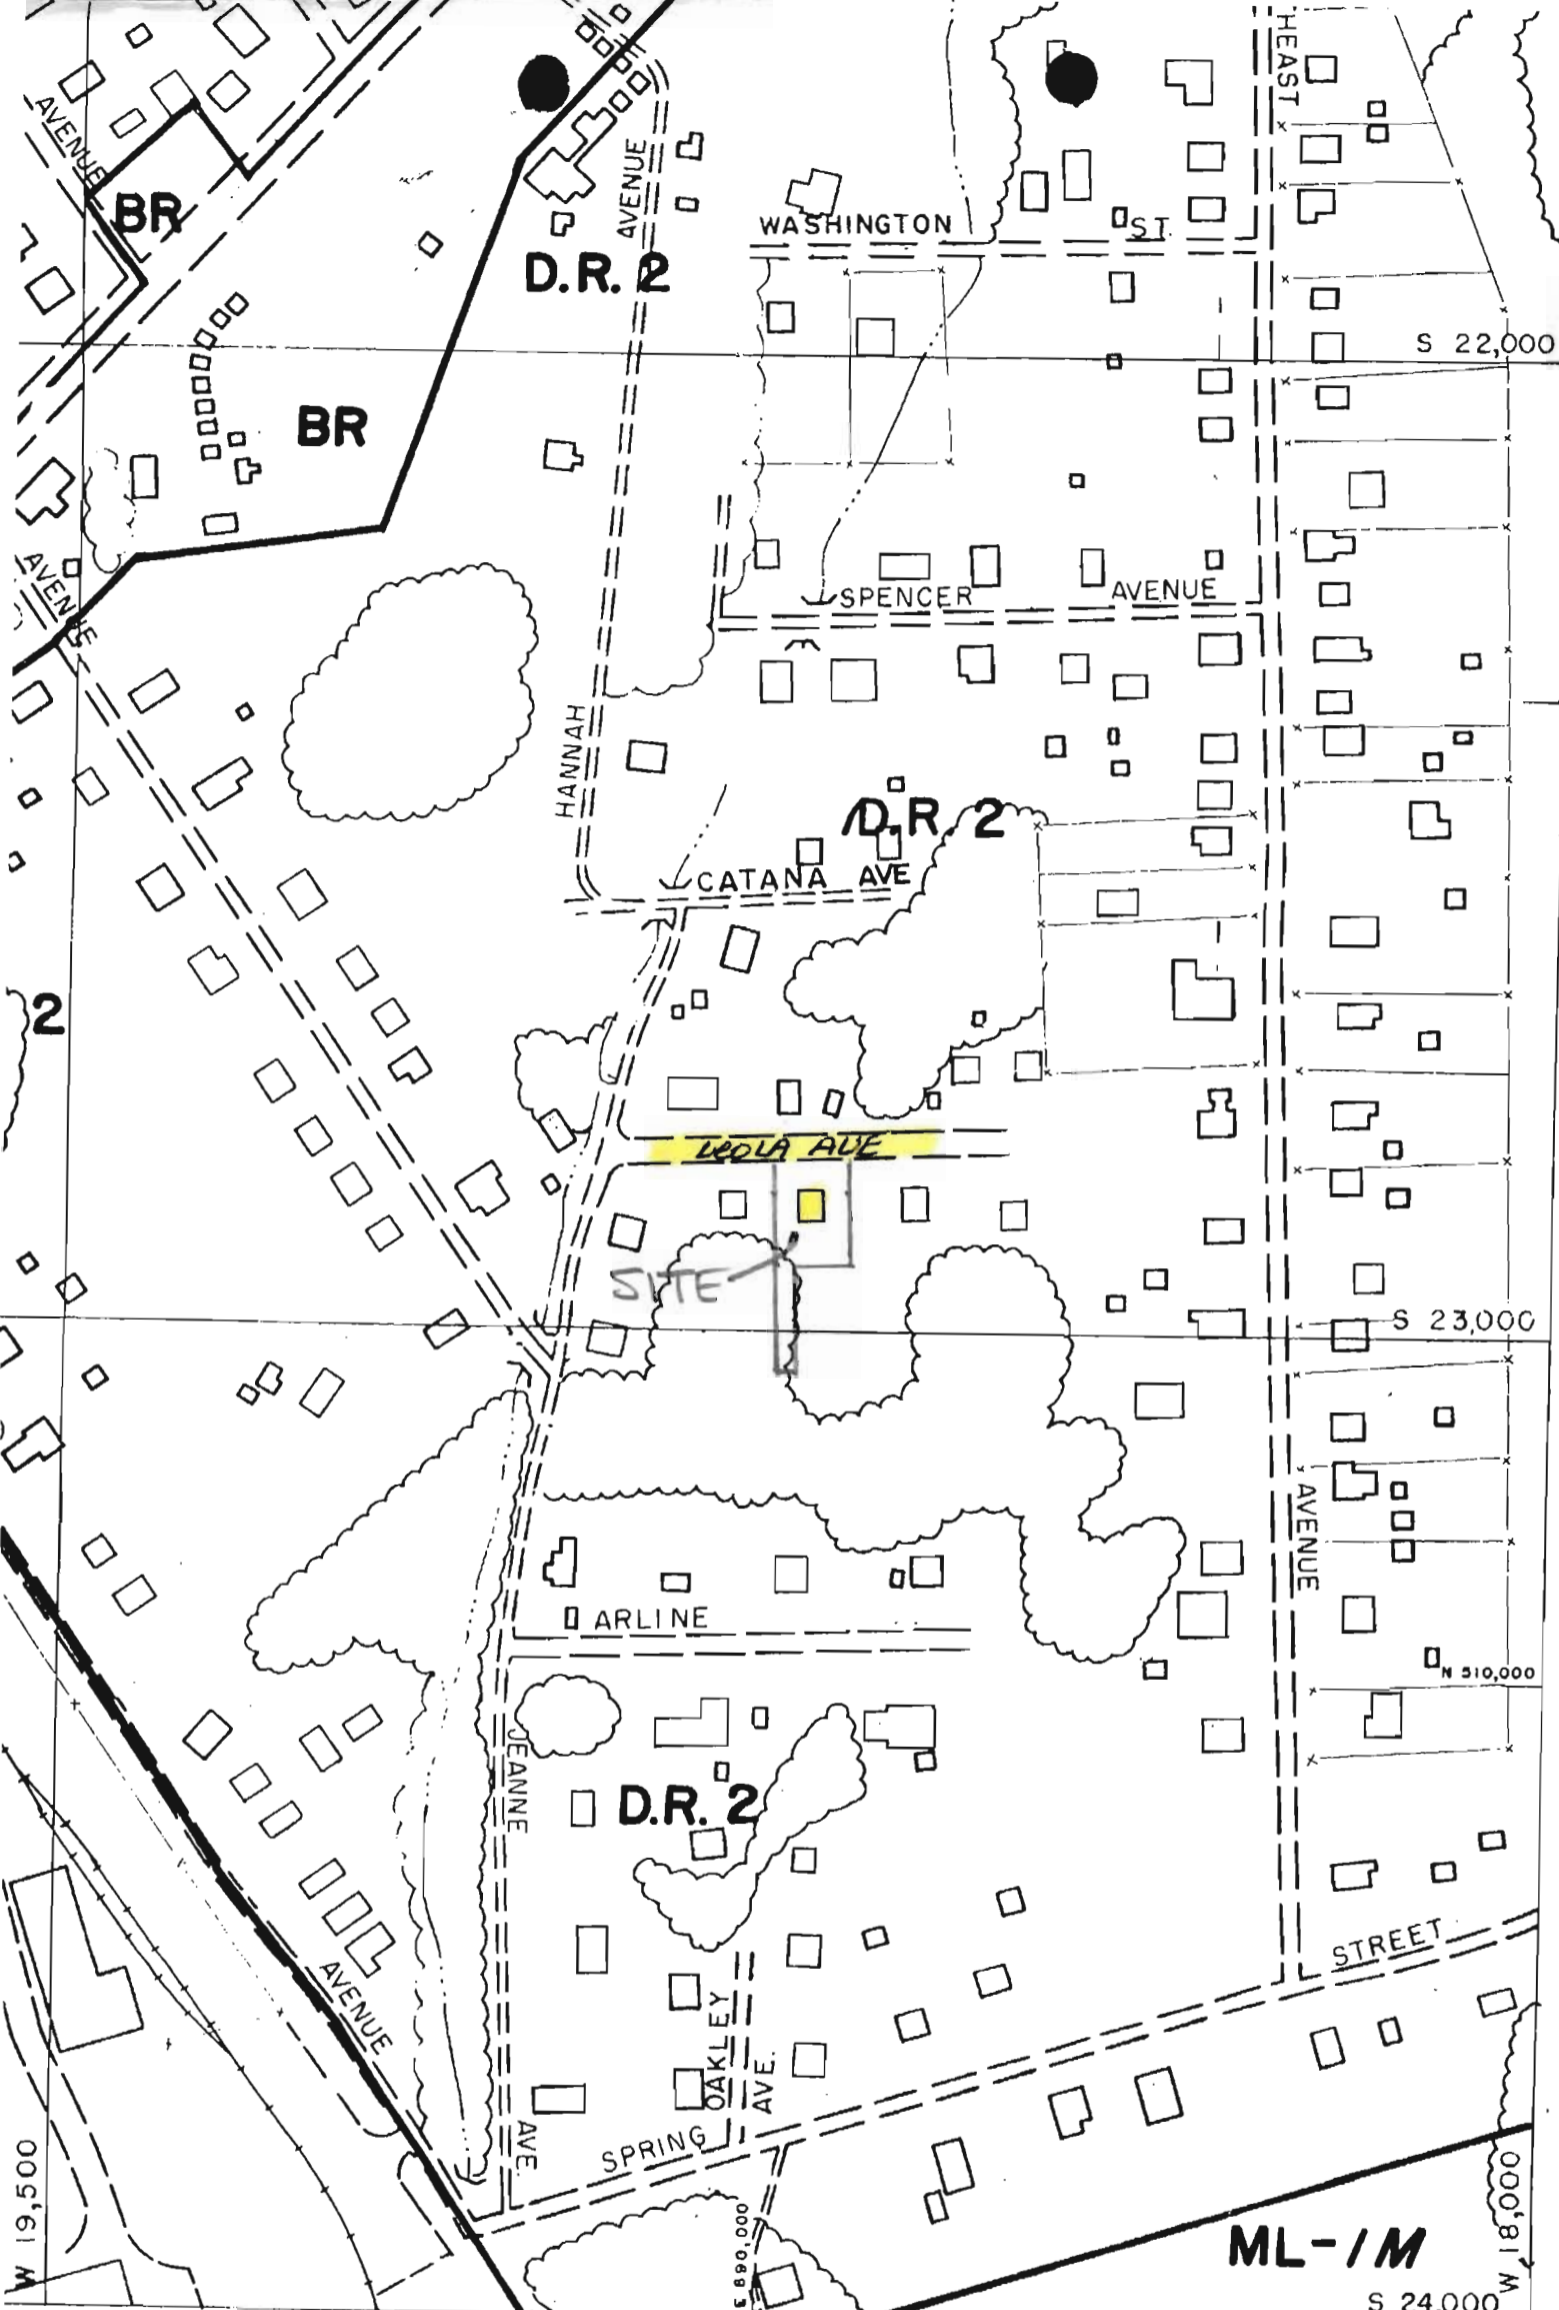 HEAST
AVENUE
BR
AVENUE
WASHINGTON ST.
D.R. 2
S 22,000
BR
AVENUE
SPENCER AVENUE
HANNAH
D.R. 2
CATANA AVE
2
LEOLA AVE
SITE
S 23,000
AVENUE
ARLINE
N 510,000
JEANNE
D.R. 2
STREET
AVENUE
OAKLEY
AVE.
AVE.
SPRING
W 19,500
E 890,000
W 18,000
ML-1M
S 24,000